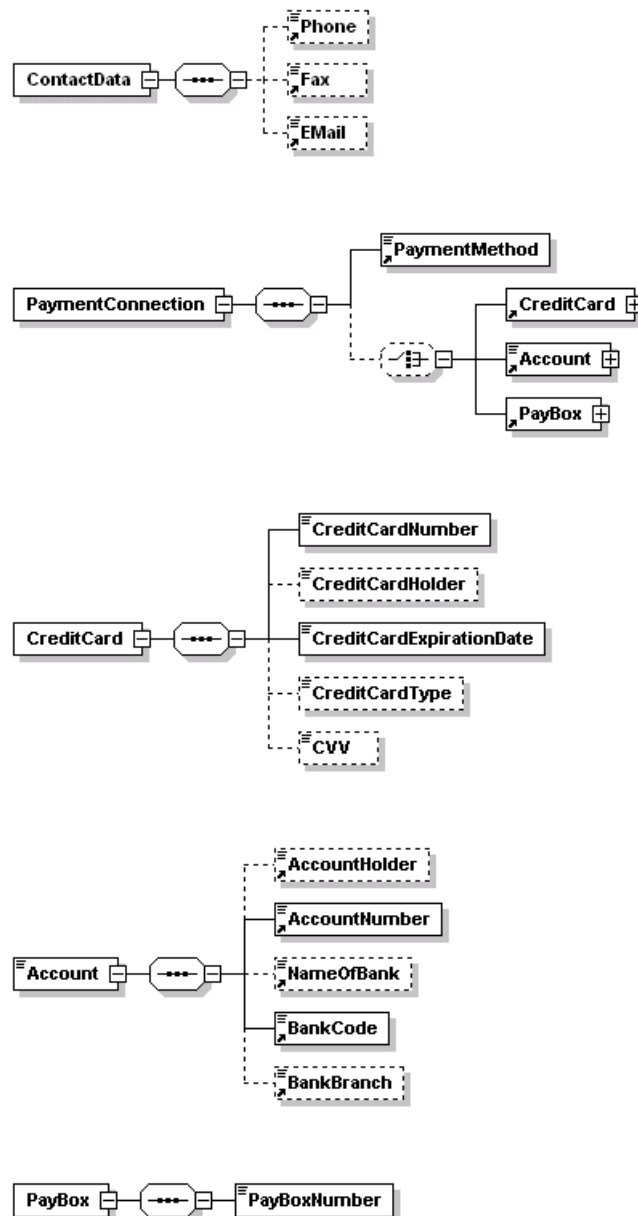 Phone
ContactData
Fax
EMail
PaymentMethod
PaymentConnection
CreditCard
Account
PayBox
CreditCardNumber
CreditCardHolder
CreditCard
CreditCardExpirationDate
CreditCardType
CVV
AccountHolder
AccountNumber
Account
NameOfBank
BankCode
BankBranch
PayBox
PayBoxNumber